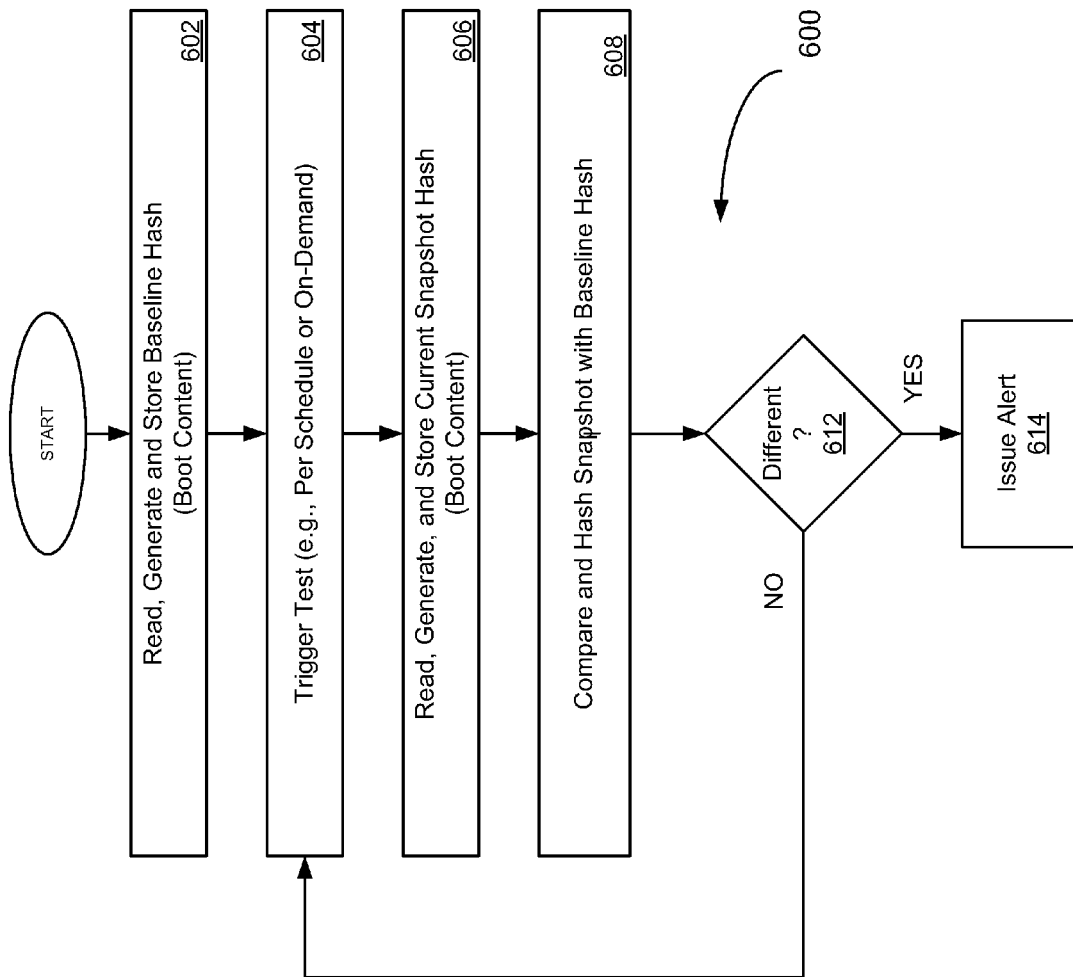 START
Read, Generate and Store Baseline Hash
(Boot Content)
602
Trigger Test (e.g., Per Schedule or On-Demand)
604
Read, Generate, and Store Current Snapshot Hash
(Boot Content)
606
Compare and Hash Snapshot with Baseline Hash
608
Different
?
612
NO
YES
Issue Alert
614
600